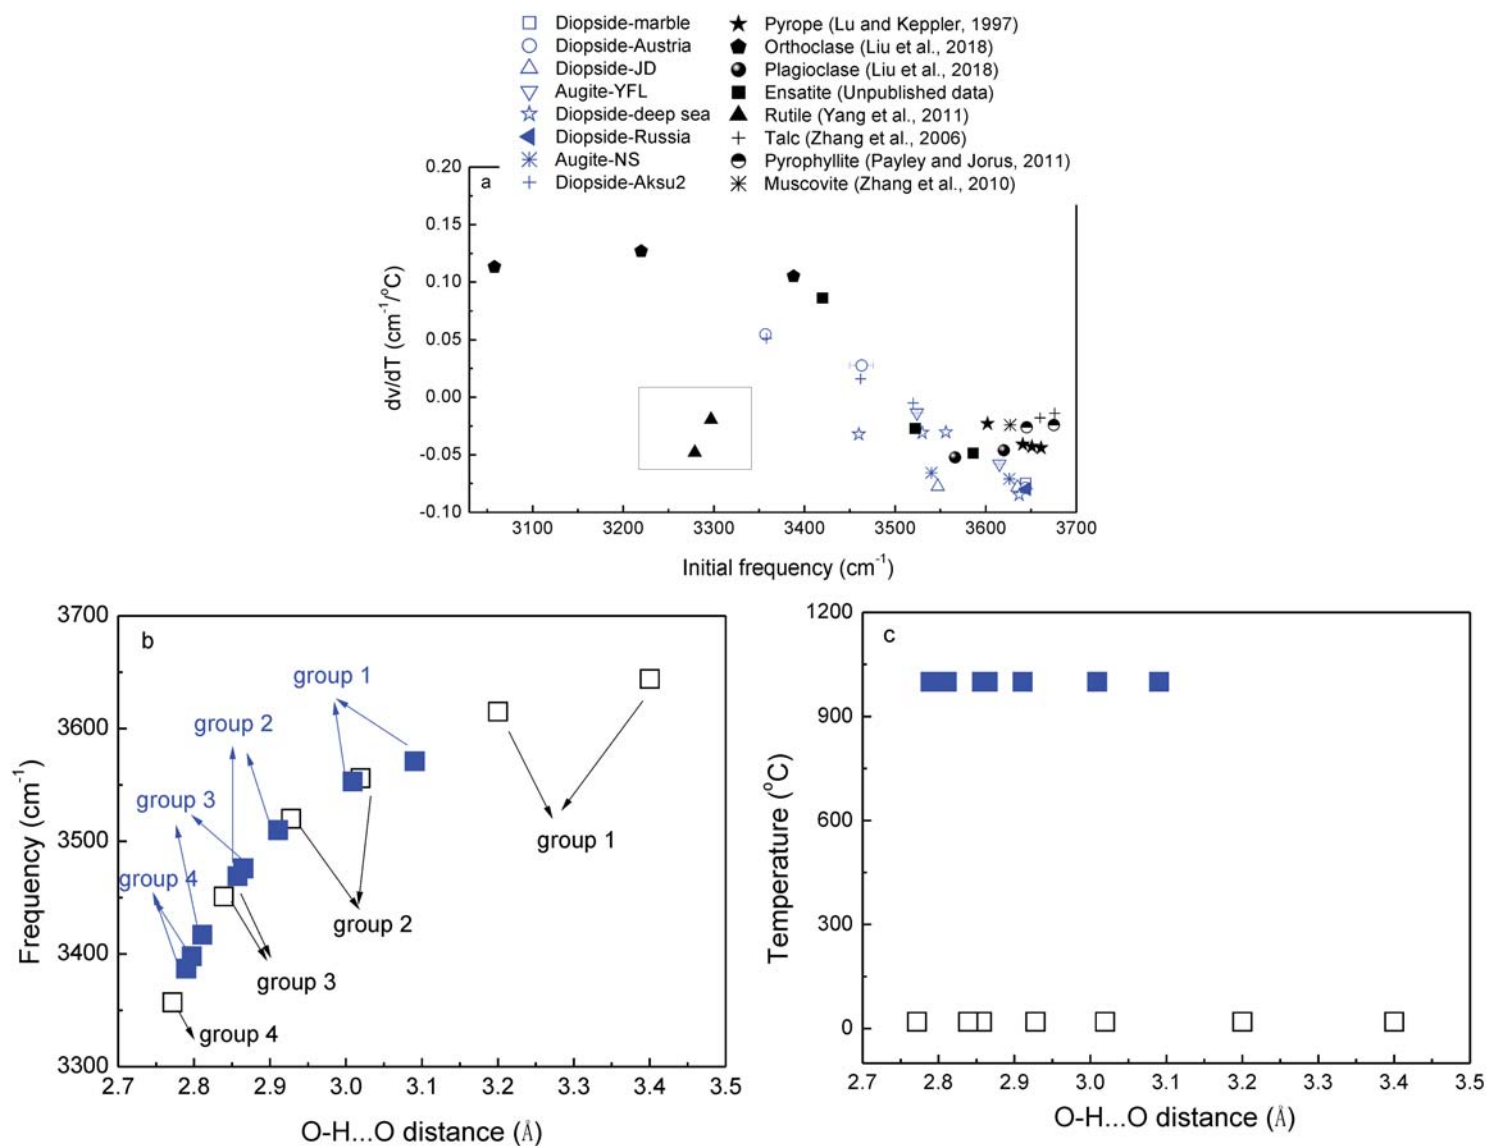 Diopside-marble
Diopside-Austria
Diopside-JD
Augite-YFL
Diopside-deep sea
Diopside-Russia
Augite-NS
Diopside-Aksu2
Pyrope (Lu and Keppler, 1997)
Orthoclase (Liu et al., 2018)
Plagioclase (Liu et al., 2018)
Ensatite (Unpublished data)
Rutile (Yang et al., 2011)
Talc (Zhang et al., 2006)
Pyrophyllite (Payley and Jorus, 2011)
Muscovite (Zhang et al., 2010)
a
0.20
0.15
0.10
0.05
0.00
-0.05
-0.10
dv/dT (cm⁻¹/°C)
3100 3200 3300 3400 3500 3600 3700
Initial frequency (cm⁻¹)
b
3700
3600
3500
3400
3300
Frequency (cm⁻¹)
group 1
group 2
group 3
group 4
group 1
group 2
group 3
group 4
2.7 2.8 2.9 3.0 3.1 3.2 3.3 3.4 3.5
O-H...O distance (Å)
c
1200
900
600
300
0
Temperature (°C)
2.7 2.8 2.9 3.0 3.1 3.2 3.3 3.4 3.5
O-H...O distance (Å)